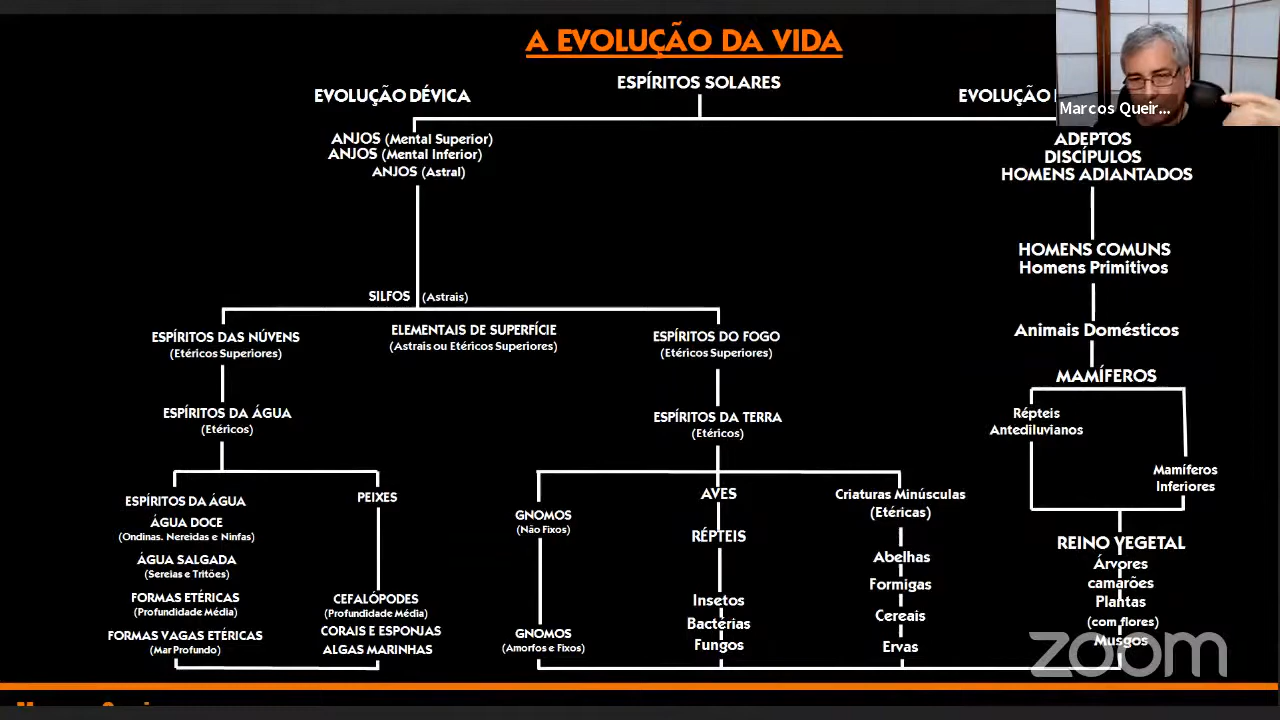 A EVOLUÇÃO DA VIDA
ESPÍRITOS SOLARES
EVOLUÇÃO DÉVICA
ANJOS (Mental Superior)
ANJOS (Mental Inferior)
ANJOS (Astral)
SILFOS (Astrais)
ESPÍRITOS DAS NÚVENS
(Etéricos Superiores)
ELEMENTAIS DE SUPERFÍCIE
(Astrais ou Etéricos Superiores)
ESPÍRITOS DO FOGO
(Etéricos Superiores)
ESPÍRITOS DA ÁGUA
(Etéricos)
ESPÍRITOS DA TERRA
(Etéricos)
ESPÍRITOS DA ÁGUA
ÁGUA DOCE
(Ondinas. Nereidas e Ninfas)
ÁGUA SALGADA
(Sereias e Tritões)
FORMAS ETÉRICAS
(Profundidade Média)
FORMAS VAGAS ETÉRICAS
(Mar Profundo)
PEIXES
CEFALÓPODES
(Profundidade Média)
CORAIS E ESPONJAS
ALGAS MARINHAS
GNOMOS
(Não Fixos)
GNOMOS
(Amorfos e Fixos)
AVES
RÉPTEIS
Insetos
Bactérias
Fungos
Criaturas Minúsculas
(Etéricas)
Abelhas
Formigas
Cereais
Ervas
EVOLUÇÃO
Marcos Queir...
ADEPTOS
DISCÍPULOS
HOMENS ADIANTADOS
HOMENS COMUNS
Homens Primitivos
Animais Domésticos
MAMÍFEROS
Répteis
Antediluvianos
Mamíferos
Inferiores
REINO VEGETAL
Árvores
camarões
Plantas
(com flores)
Musgos
zoom